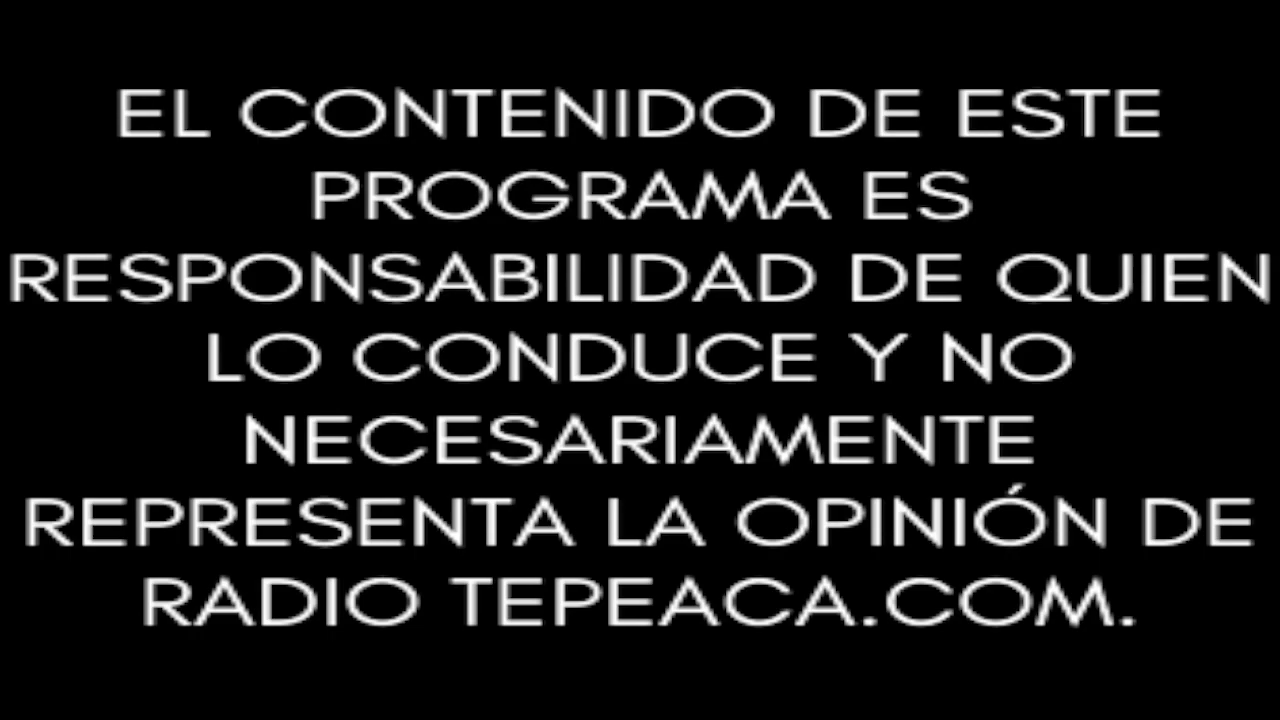 EL CONTENIDO DE ESTE
PROGRAMA ES
RESPONSABILIDAD DE QUIEN
LO CONDUCE Y NO
NECESARIAMENTE
REPRESENTA LA OPINIÓN DE
RADIO TEPEACA.COM.